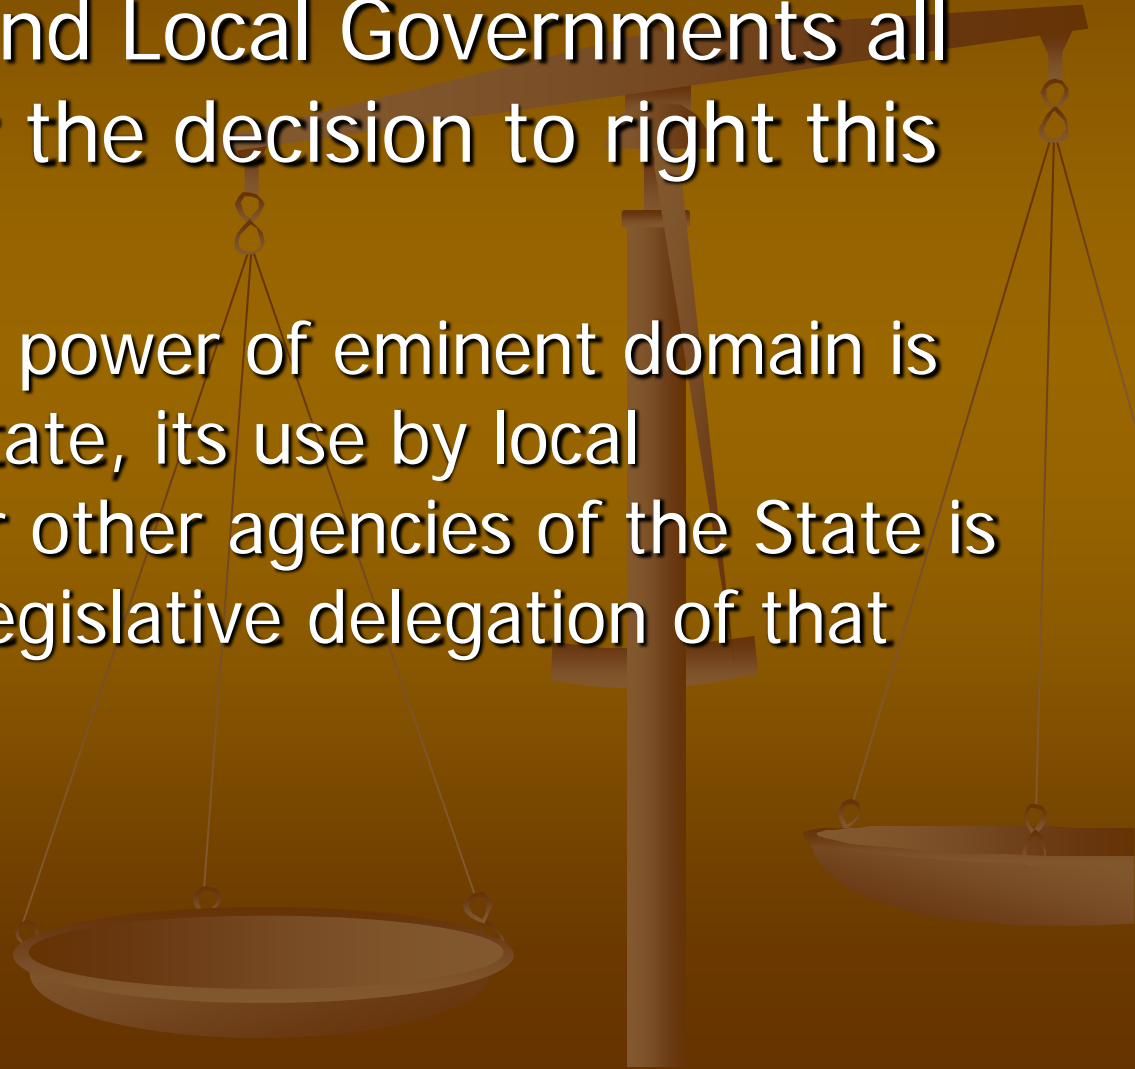 nd Local Governments all
the decision to right this
power of eminent domain is
tate, its use by local
other agencies of the State is
egislative delegation of that